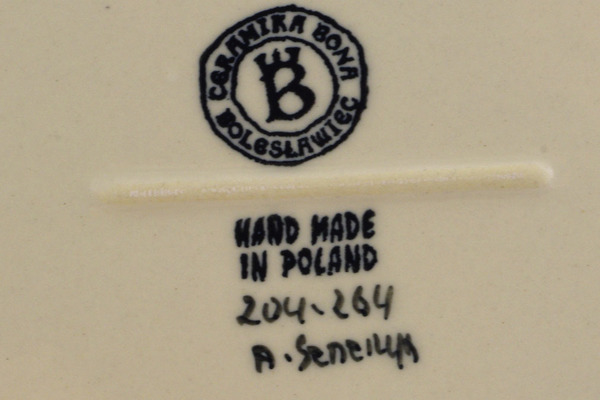 CERAMIKA BONA
BOLESŁAWIEC
B
HAND MADE
IN POLAND
204-264
A.